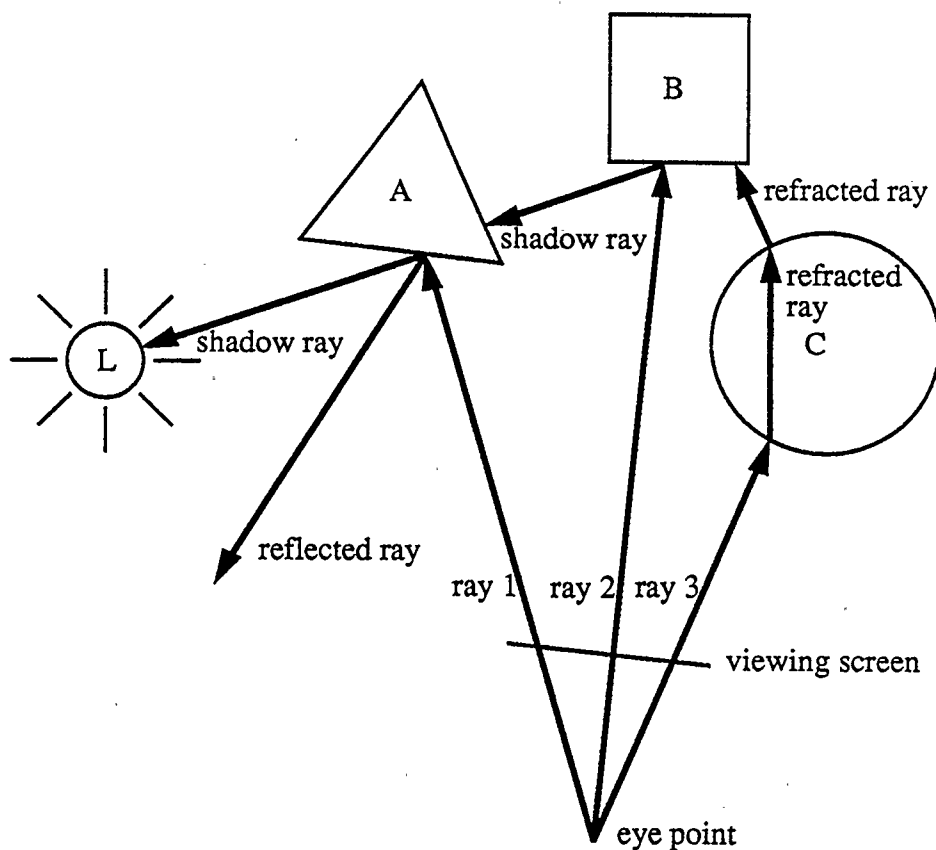 B
refracted ray
A
shadow ray
refracted
ray
C
L
shadow ray
reflected ray
ray 1
ray 2
ray 3
viewing screen
eye point